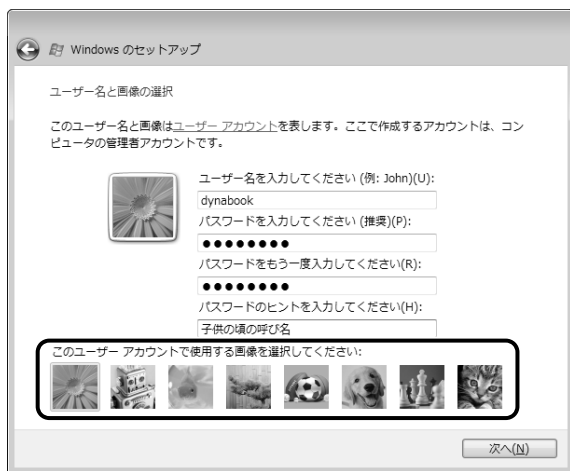 Windows のセットアップ
ユーザー名と画像の選択
このユーザー名と画像はユーザー アカウントを表します。ここで作成するアカウントは、コン
ピュータの管理者アカウントです。
ユーザー名を入力してください (例: John)(U):
dynabook
パスワードを入力してください (推奨)(P):
●●●●●●●●
パスワードをもう一度入力してください(R):
●●●●●●●●
パスワードのヒントを入力してください(H):
子供の頃の呼び名
このユーザー アカウントで使用する画像を選択してください:
次へ(N)